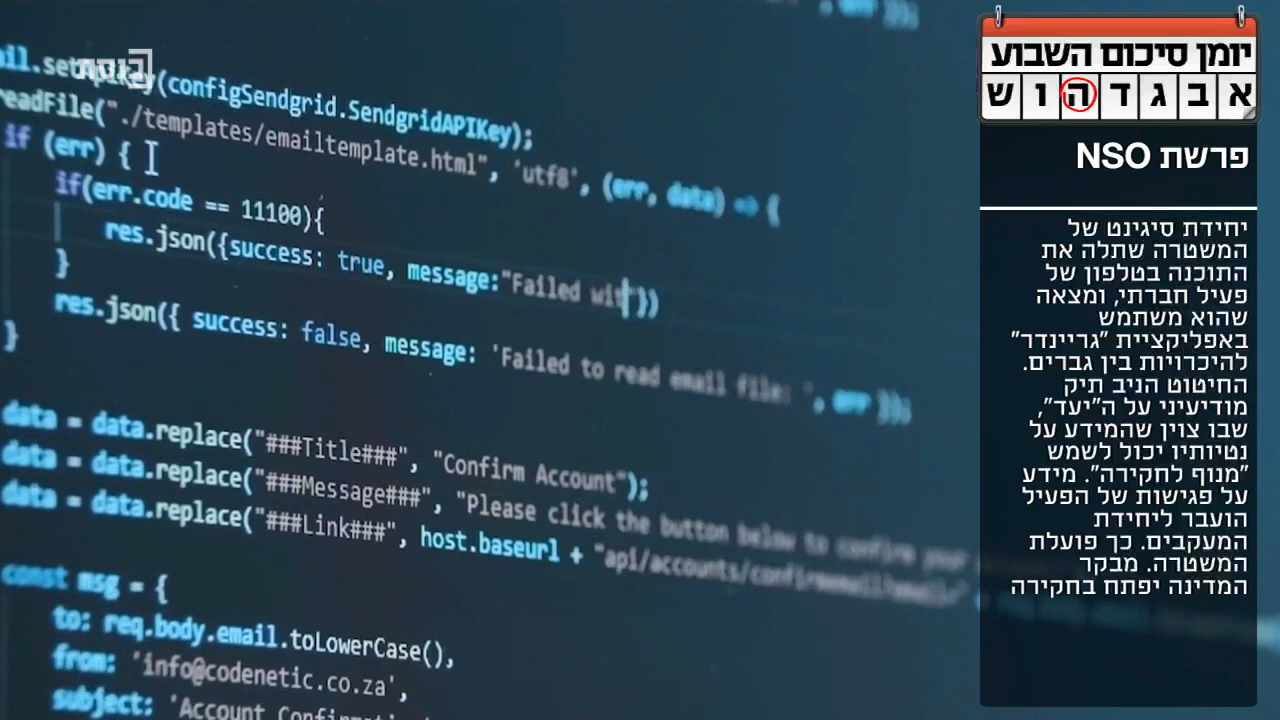 ail.setApiKey(configSendgrid.SendgridAPIKey);
readFile("./templates/emailtemplate.html", 'utf8', (err, data) => {
if (err) {
if(err.code == 11100){
res.json({success: true, message:"Failed wit"})
}
res.json({ success: false, message: 'Failed to read email file: ', err });
}
data = data.replace("###Title###", "Confirm Account");
data = data.replace("###Message###", "Please click the button below to confirm your
data = data.replace("###Link###", host.baseurl + "api/accounts/confirmemail?email="
const msg = {
to: req.body.email.toLowerCase(),
from: 'info@codenetic.co.za',
subject: 'Account
יומן סיכום השבוע
א ב ג ד ה ו ש
פרשת NSO
יחידת סיגינט של
המשטרה שתלה את
התוכנה בטלפון של
פעיל חברתי, ומצאה
שהוא משתמש
באפליקציית "גריינדר"
להיכרויות בין גברים.
החיטוט הניב תיק
מודיעיני על ה"יעד",
שבו צוין שהמידע על
נטיותיו יכול לשמש
"מנוף לחקירה". מידע
על פגישות של הפעיל
הועבר ליחידת
המעקבים. כך פועלת
המשטרה. מבקר
המדינה יפתח בחקירה